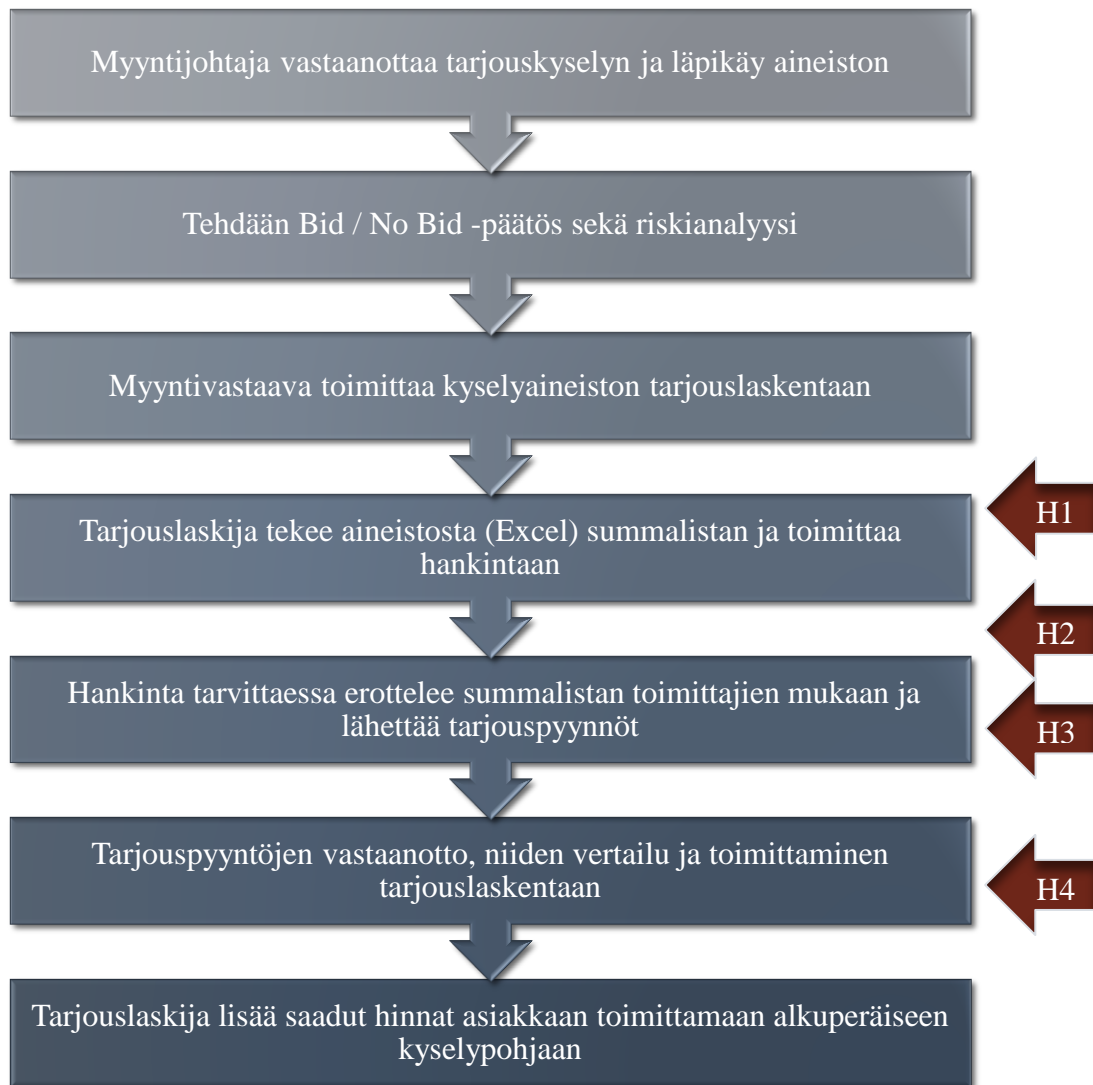 Myyntijohtaja vastaanottaa tarjouskyselyn ja läpikäy aineiston
Tehdään Bid / No Bid -päätös sekä riskianalyysi
Myyntivastaava toimittaa kyselyaineiston tarjouslaskentaan
Tarjouslaskija tekee aineistosta (Excel) summalistan ja toimittaa
hankintaan
H1
H2
Hankinta tarvittaessa erottelee summalistan toimittajien mukaan ja
lähettää tarjouspyynnöt
H3
Tarjouspyyntöjen vastaanotto, niiden vertailu ja toimittaminen
tarjouslaskentaan
H4
Tarjouslaskija lisää saadut hinnat asiakkaan toimittamaan alkuperäiseen
kyselypohjaan